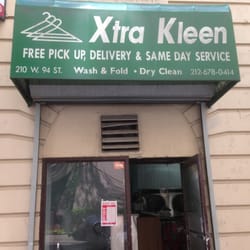 Xtra Kleen
FREE PICK UP, DELIVERY & SAME DAY SERVICE
210 W. 94 ST. Wash & Fold • Dry Clean 212-678-0414